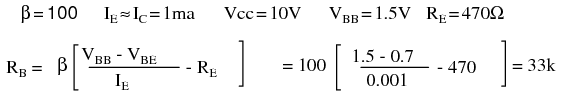 β = 100 I_E ≈ I_C = 1ma Vcc = 10V V_BB = 1.5V R_E = 470Ω
R_B = β [ (V_BB - V_BE) / I_E - R_E ] = 100 [ (1.5 - 0.7) / 0.001 - 470 ] = 33k